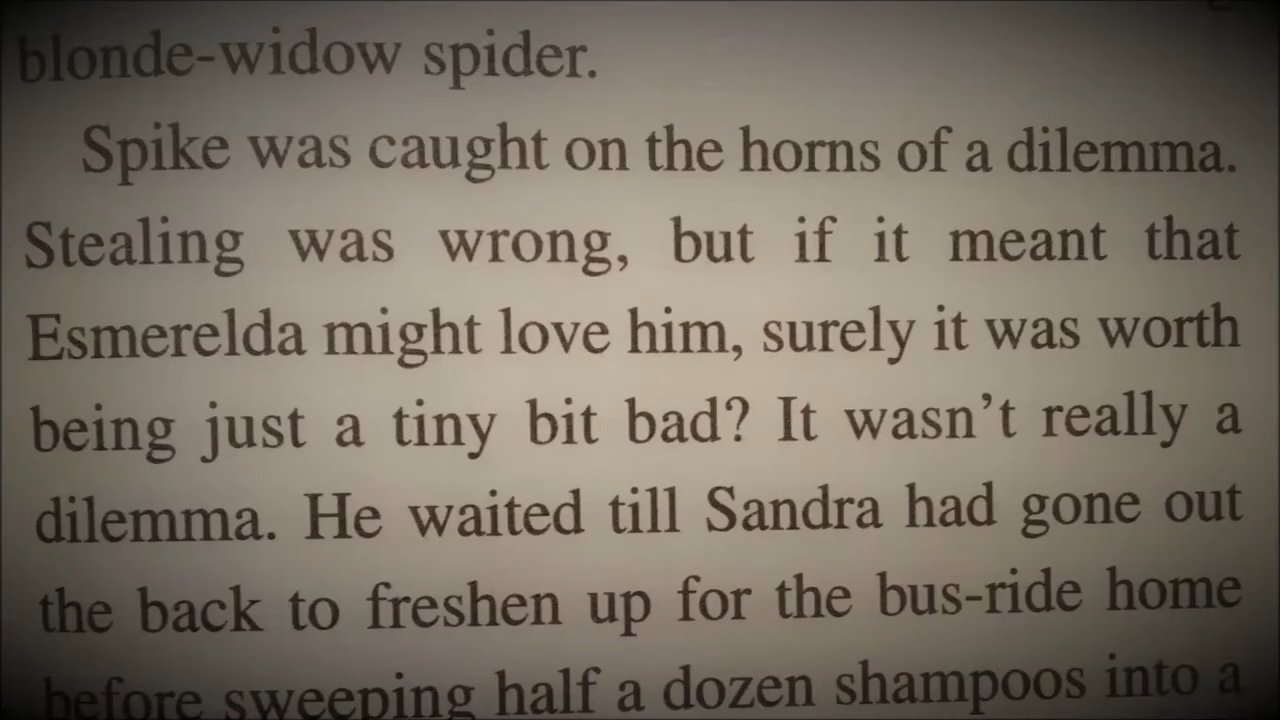 blonde-widow spider.
Spike was caught on the horns of a dilemma.
Stealing was wrong, but if it meant that
Esmerelda might love him, surely it was worth
being just a tiny bit bad? It wasn't really a
dilemma. He waited till Sandra had gone out
the back to freshen up for the bus-ride home
before sweeping half a dozen shampoos into a